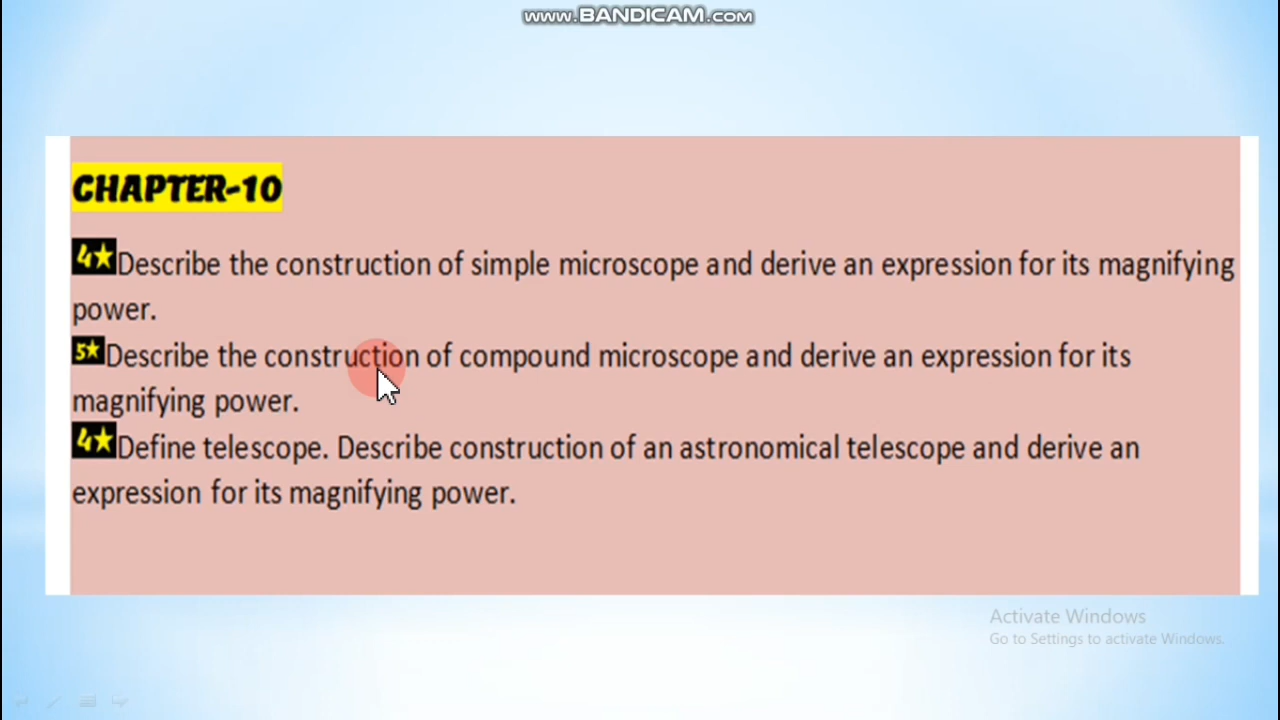 www.BANDICAM.com
CHAPTER-10
4★Describe the construction of simple microscope and derive an expression for its magnifying
power.
5★Describe the construction of compound microscope and derive an expression for its
magnifying power.
4★Define telescope. Describe construction of an astronomical telescope and derive an
expression for its magnifying power.
Activate Windows
Go to Settings to activate Windows.